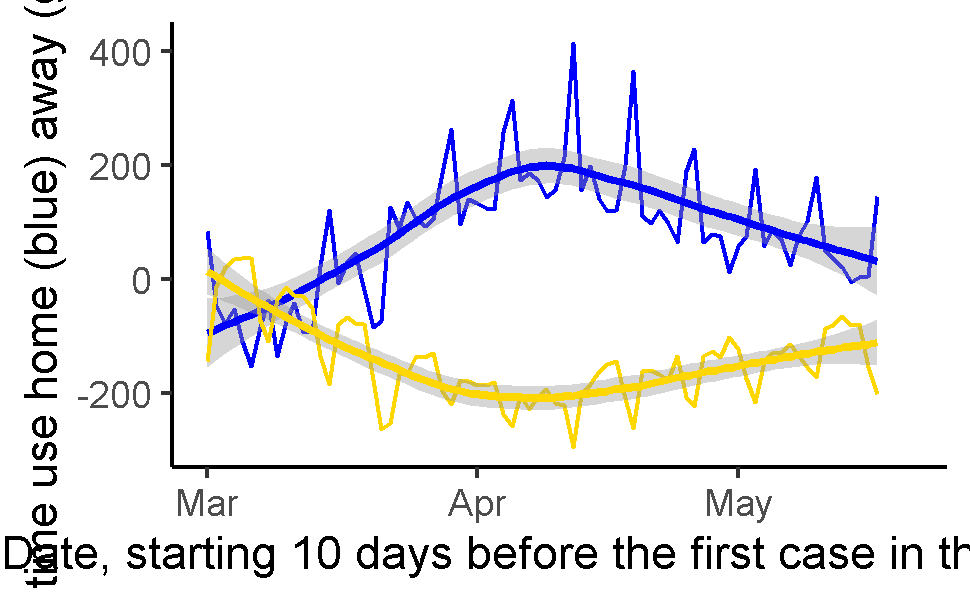 time use home (blue) away (
400
200
0
-200
Mar Apr May
Date, starting 10 days before the first case in th